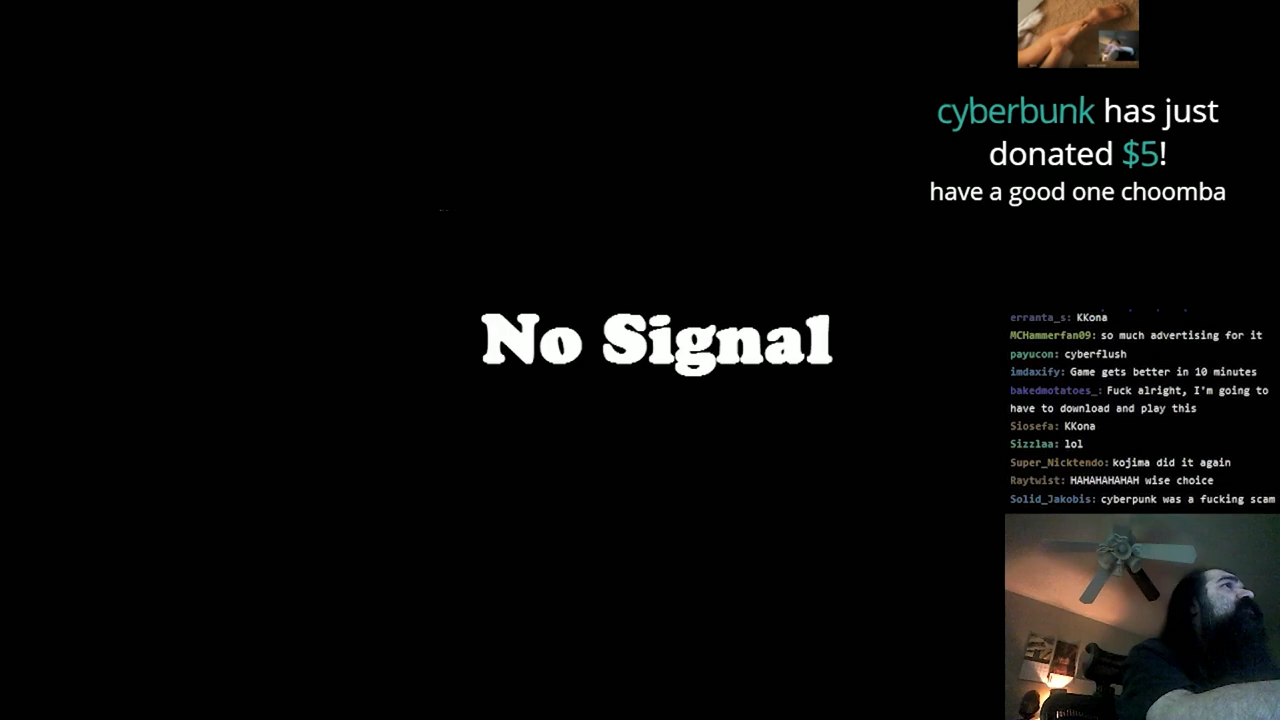 cyberbunk has just
donated $5!
have a good one choomba
No Signal
erranta_s: KKona
MCHammerfan09: so much advertising for it
payucon: cyberflush
imdaxify: Game gets better in 10 minutes
bakedmotatoes_: Fuck alright, I'm going to
have to download and play this
Siosefa: KKona
Sizzlaa: lol
Super_Nicktendo: kojima did it again
Raytwist: HAHAHAHAHAH wise choice
Solid_Jakobis: cyberpunk was a fucking scam